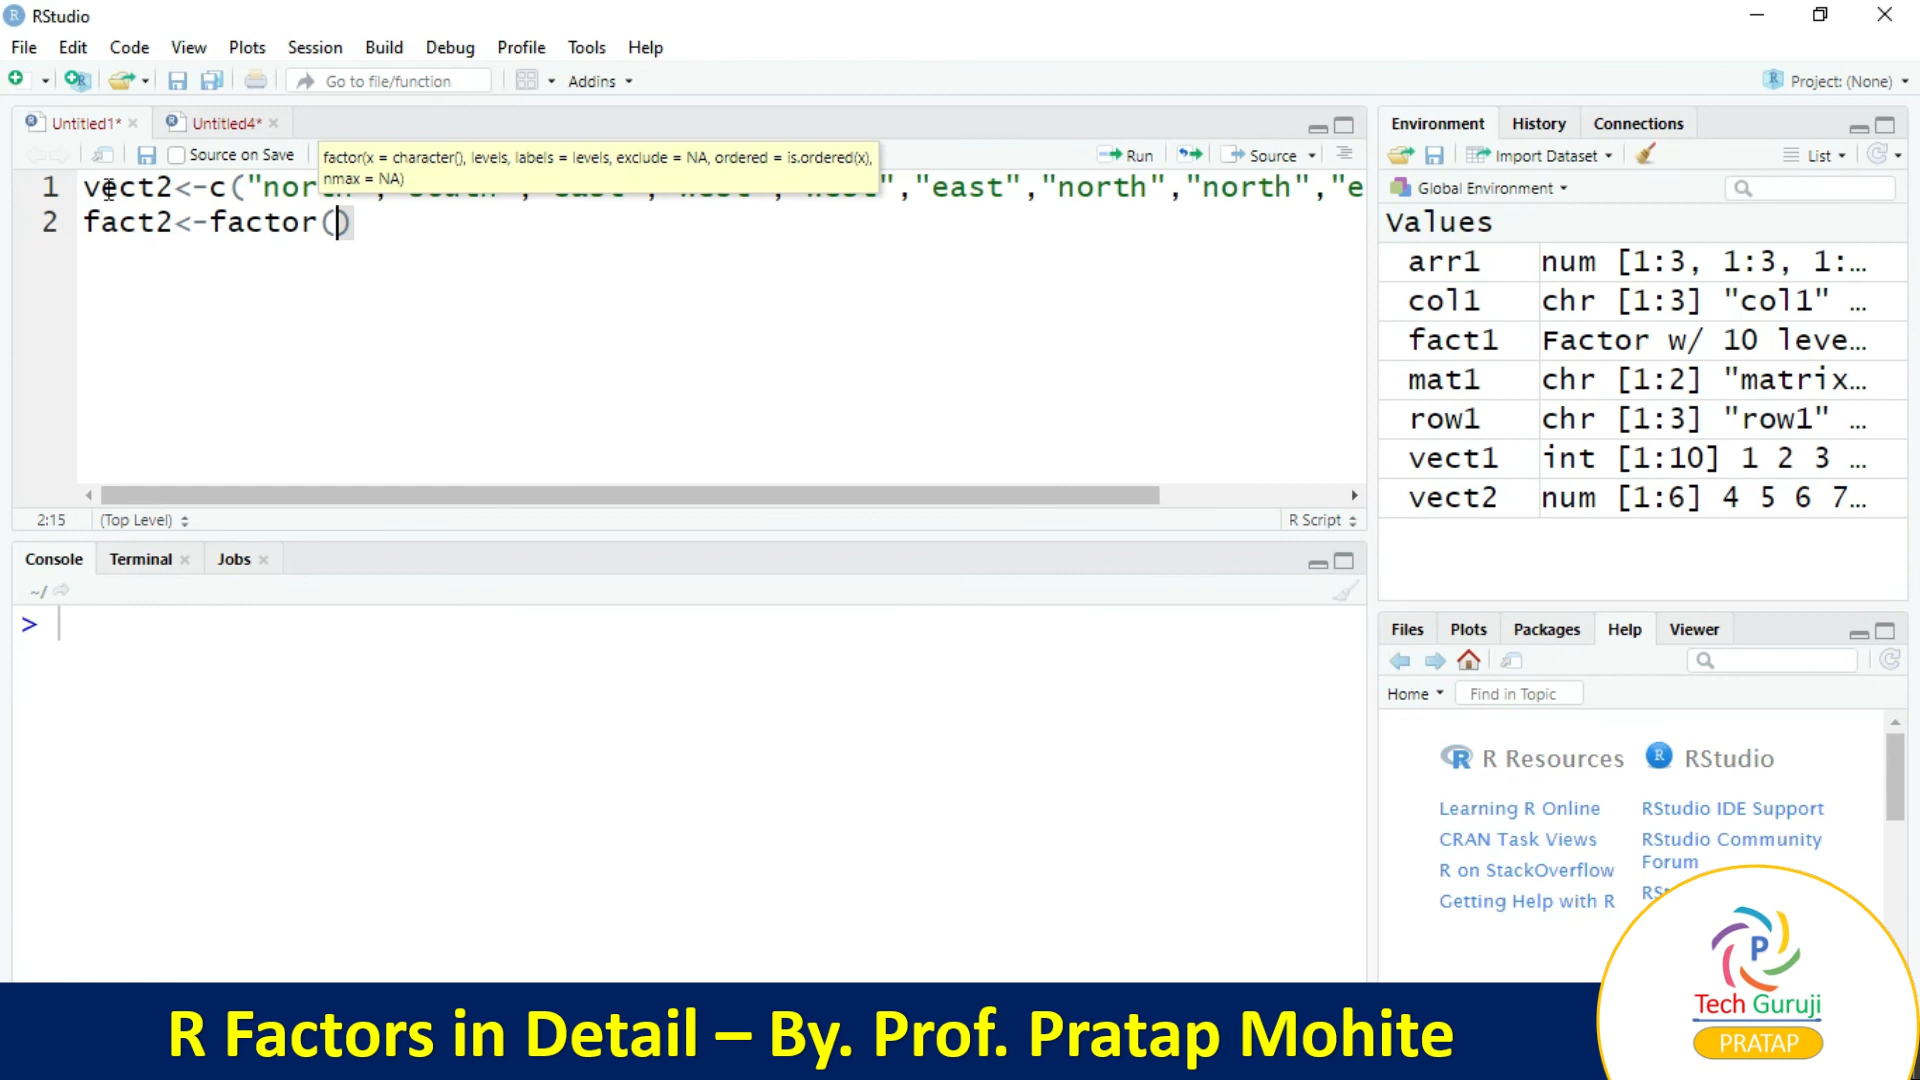 RStudio
File Edit Code View Plots Session Build Debug Profile Tools Help
Go to file/function Addins Project: (None)
Untitled1* Untitled4*
Source on Save Run Source
factor(x = character(), levels, labels = levels, exclude = NA, ordered = is.ordered(x),
nmax = NA)
1 vect2<-c("north","south","east","west","west","east","north","north","e
2 fact2<-factor()
2:15 (Top Level) R Script
Console Terminal Jobs
~/
>
Environment History Connections
Import Dataset List
Global Environment
Values
arr1 num [1:3, 1:3, 1:…
col1 chr [1:3] "col1" …
fact1 Factor w/ 10 leve…
mat1 chr [1:2] "matrix…
row1 chr [1:3] "row1" …
vect1 int [1:10] 1 2 3 …
vect2 num [1:6] 4 5 6 7…
Files Plots Packages Help Viewer
Home Find in Topic
R Resources RStudio
Learning R Online RStudio IDE Support
CRAN Task Views RStudio Community
R on StackOverflow Forum
Getting Help with R RS
P
Tech Guruji
PRATAP
R Factors in Detail – By. Prof. Pratap Mohite